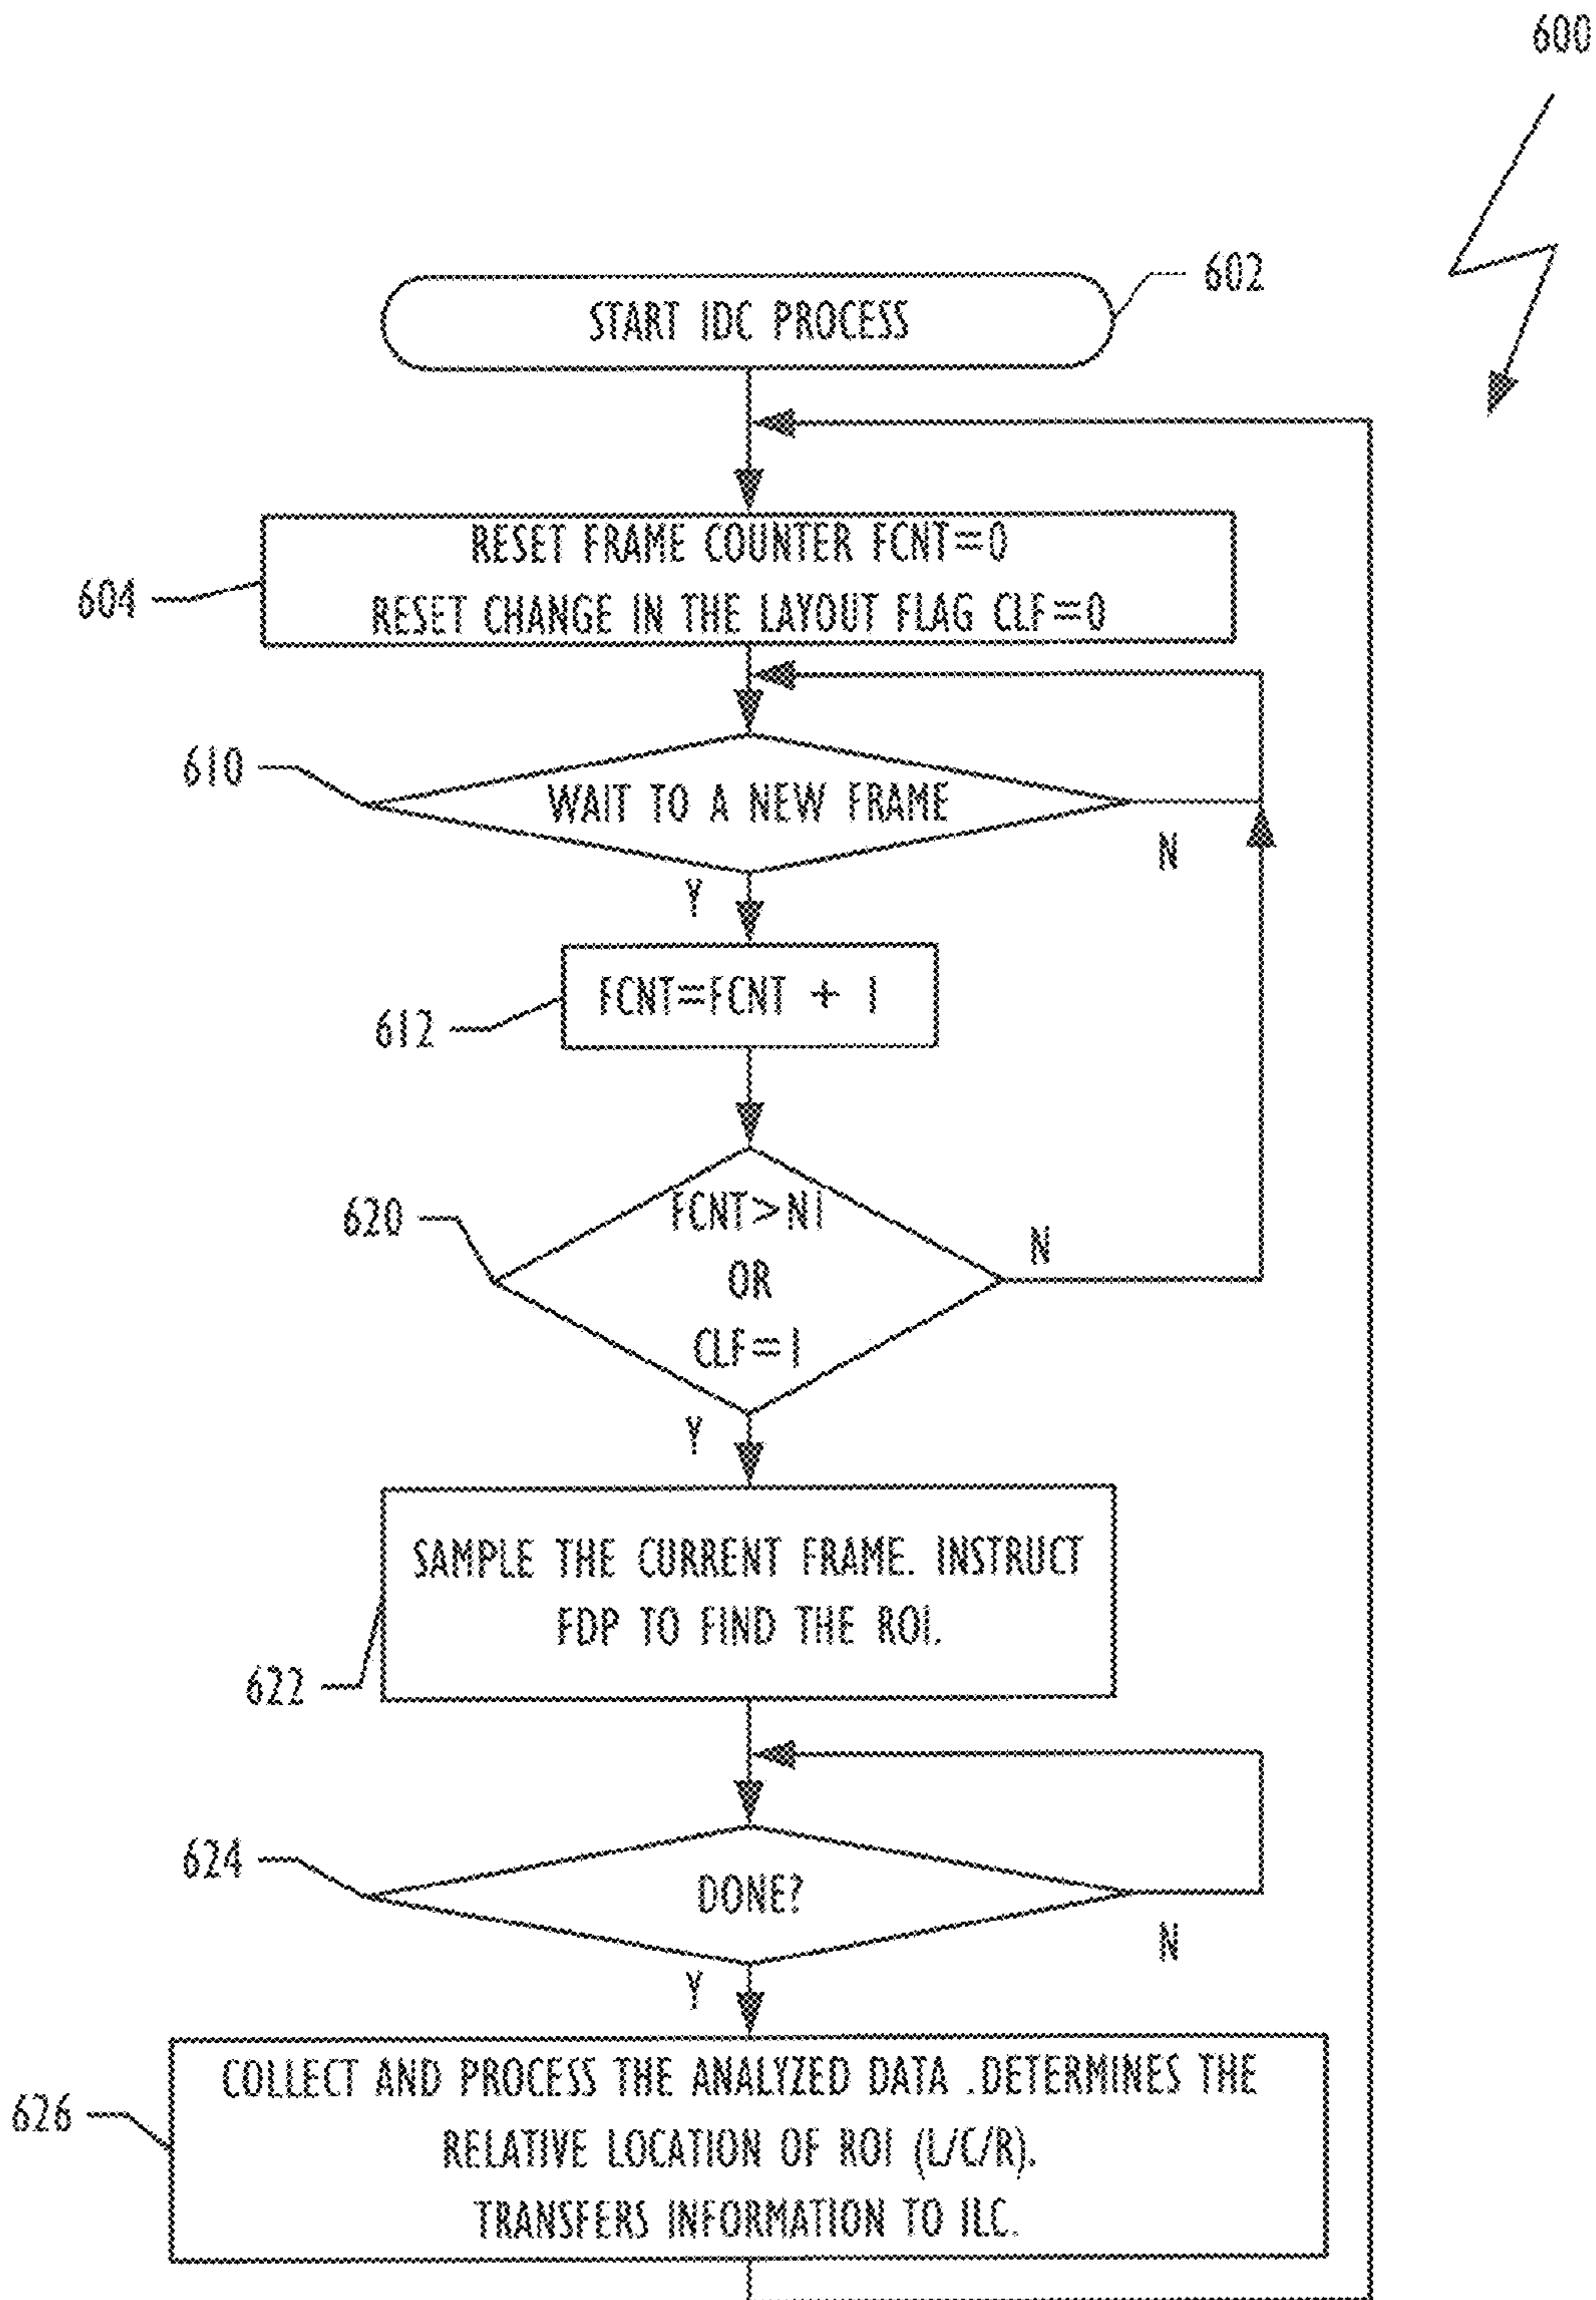 600
START IDC PROCESS
602
RESET FRAME COUNTER FCNT=0
RESET CHANGE IN THE LAYOUT FLAG CLF=0
604
610
WAIT TO A NEW FRAME
N
Y
FCNT=FCNT + 1
612
620
FCNT>N1
OR
CLF=1
N
Y
SAMPLE THE CURRENT FRAME. INSTRUCT
FDP TO FIND THE ROI.
622
624
DONE?
N
Y
COLLECT AND PROCESS THE ANALYZED DATA .DETERMINES THE
RELATIVE LOCATION OF ROI (L/C/R).
TRANSFERS INFORMATION TO ILC.
626